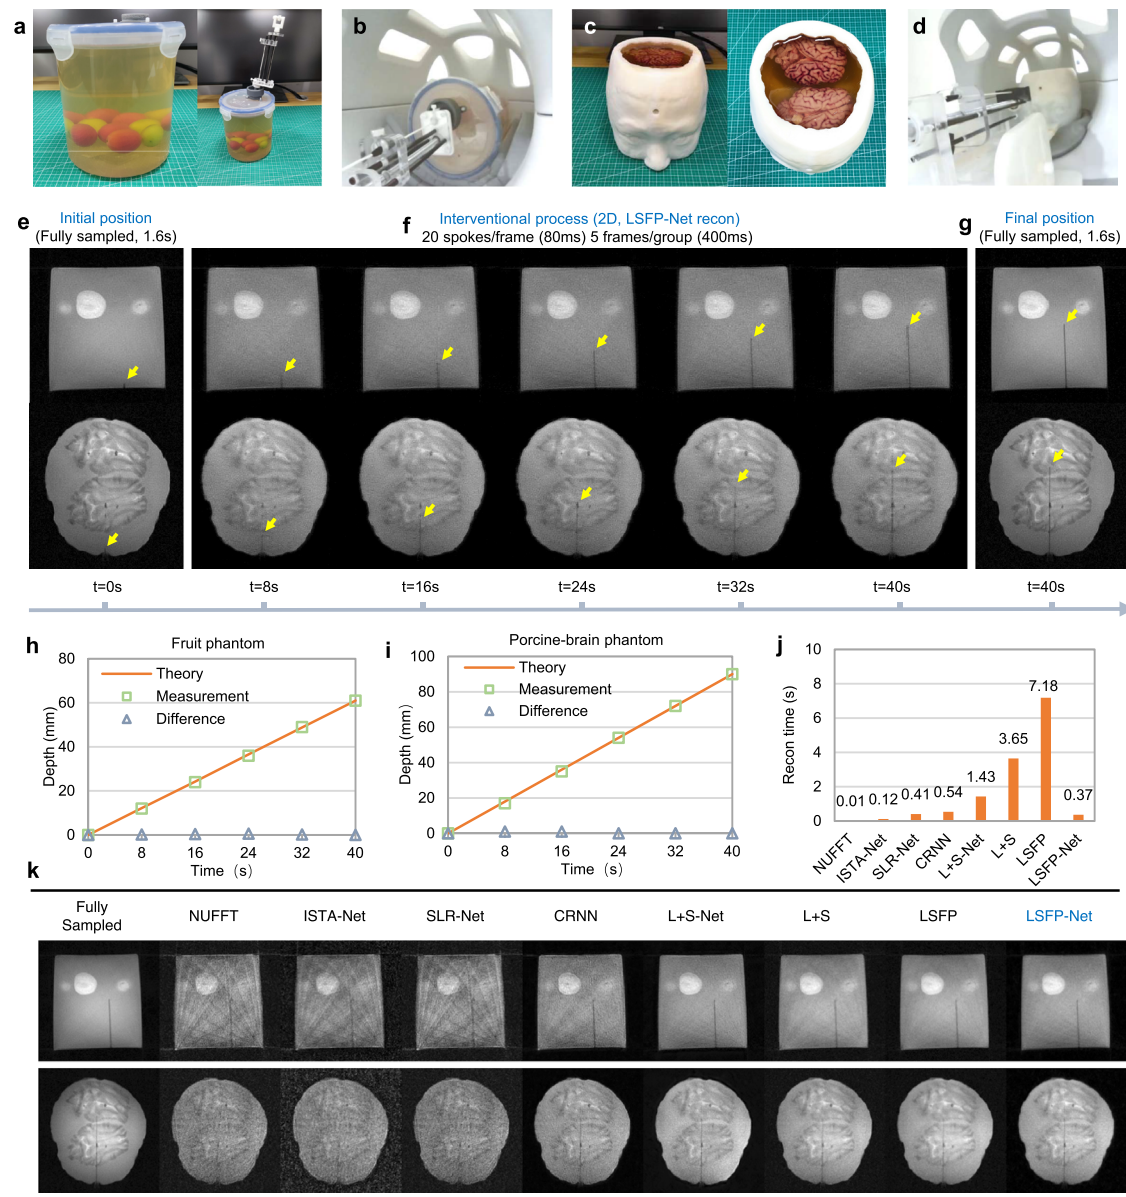 a
b
c
d
e
Initial position
(Fully sampled, 1.6s)
f
Interventional process (2D, LSFP-Net recon)
20 spokes/frame (80ms) 5 frames/group (400ms)
g
Final position
(Fully sampled, 1.6s)
t=0s
t=8s
t=16s
t=24s
t=32s
t=40s
t=40s
h
Fruit phantom
80
60
40
20
0
Depth (mm)
Theory
Measurement
Difference
0
8
16
24
32
40
Time (s)
i
Porcine-brain phantom
100
80
60
40
20
0
Depth (mm)
Theory
Measurement
Difference
0
8
16
24
32
40
Time (s)
j
10
8
6
4
2
0
Recon time (s)
0.01
0.12
0.41
0.54
1.43
3.65
7.18
0.37
NUFFT
ISTA-Net
SLR-Net
CRNN
L+S-Net
L+S
LSFP
LSFP-Net
k
Fully
Sampled
NUFFT
ISTA-Net
SLR-Net
CRNN
L+S-Net
L+S
LSFP
LSFP-Net